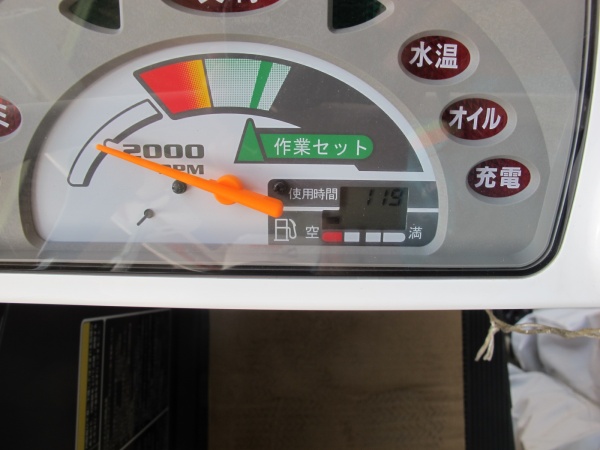 水温
オイル
充電
2000
作業セット
使用時間
119
空
満